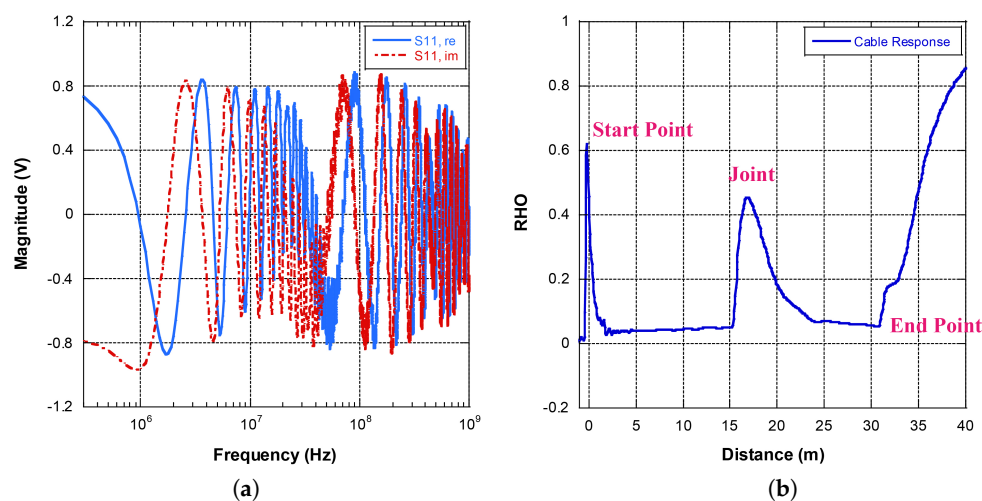 1.2
0.8
0.4
0
-0.4
-0.8
-1.2
Magnitude (V)
S11, re
S11, im
10^6
10^7
10^8
10^9
Frequency (Hz)
(a)
1
0.8
0.6
0.4
0.2
0
-0.2
RHO
Cable Response
Start Point
Joint
End Point
0 5 10 15 20 25 30 35 40
Distance (m)
(b)